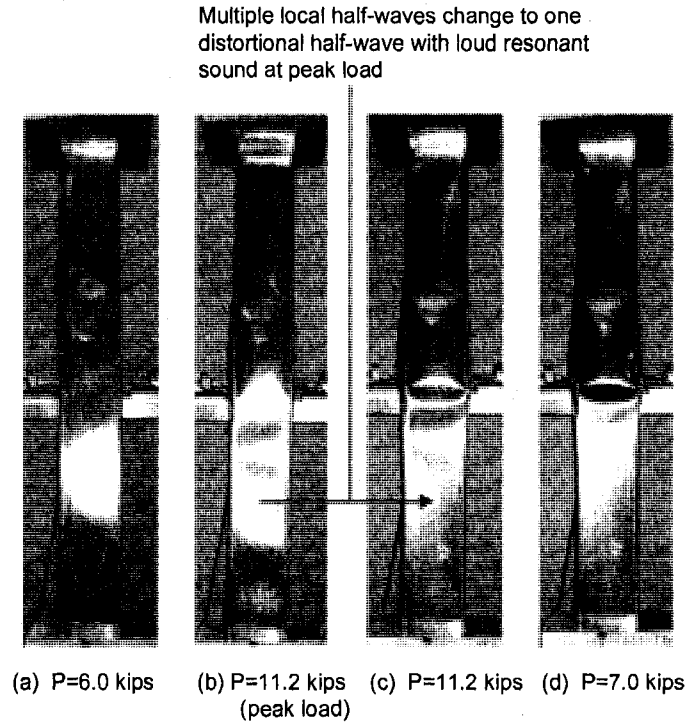 Multiple local half-waves change to one
distortional half-wave with loud resonant
sound at peak load
(a) P=6.0 kips
(b) P=11.2 kips
(peak load)
(c) P=11.2 kips
(d) P=7.0 kips